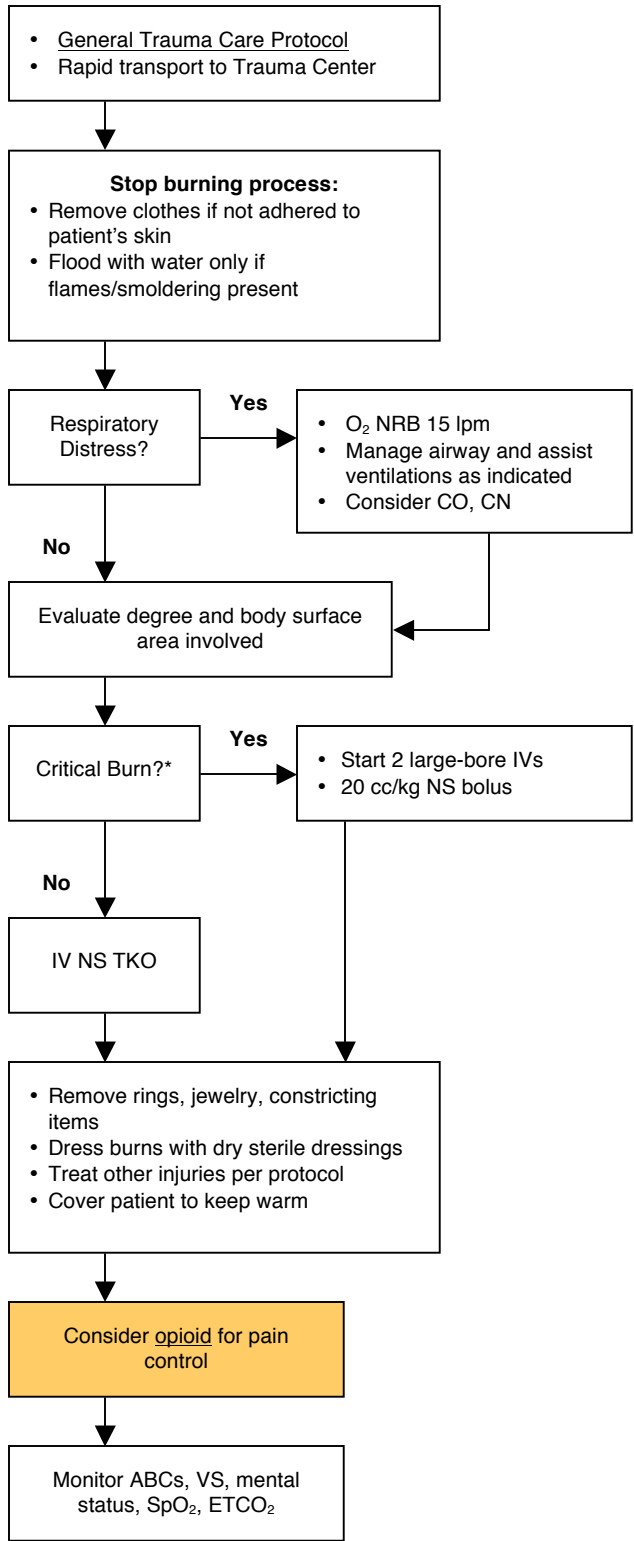 • General Trauma Care Protocol
• Rapid transport to Trauma Center
Stop burning process:
• Remove clothes if not adhered to
patient's skin
• Flood with water only if
flames/smoldering present
Respiratory
Distress?
Yes
• O₂ NRB 15 lpm
• Manage airway and assist
ventilations as indicated
• Consider CO, CN
No
Evaluate degree and body surface
area involved
Critical Burn?*
Yes
• Start 2 large-bore IVs
• 20 cc/kg NS bolus
No
IV NS TKO
• Remove rings, jewelry, constricting
items
• Dress burns with dry sterile dressings
• Treat other injuries per protocol
• Cover patient to keep warm
Consider opioid for pain
control
Monitor ABCs, VS, mental
status, SpO₂, ETCO₂